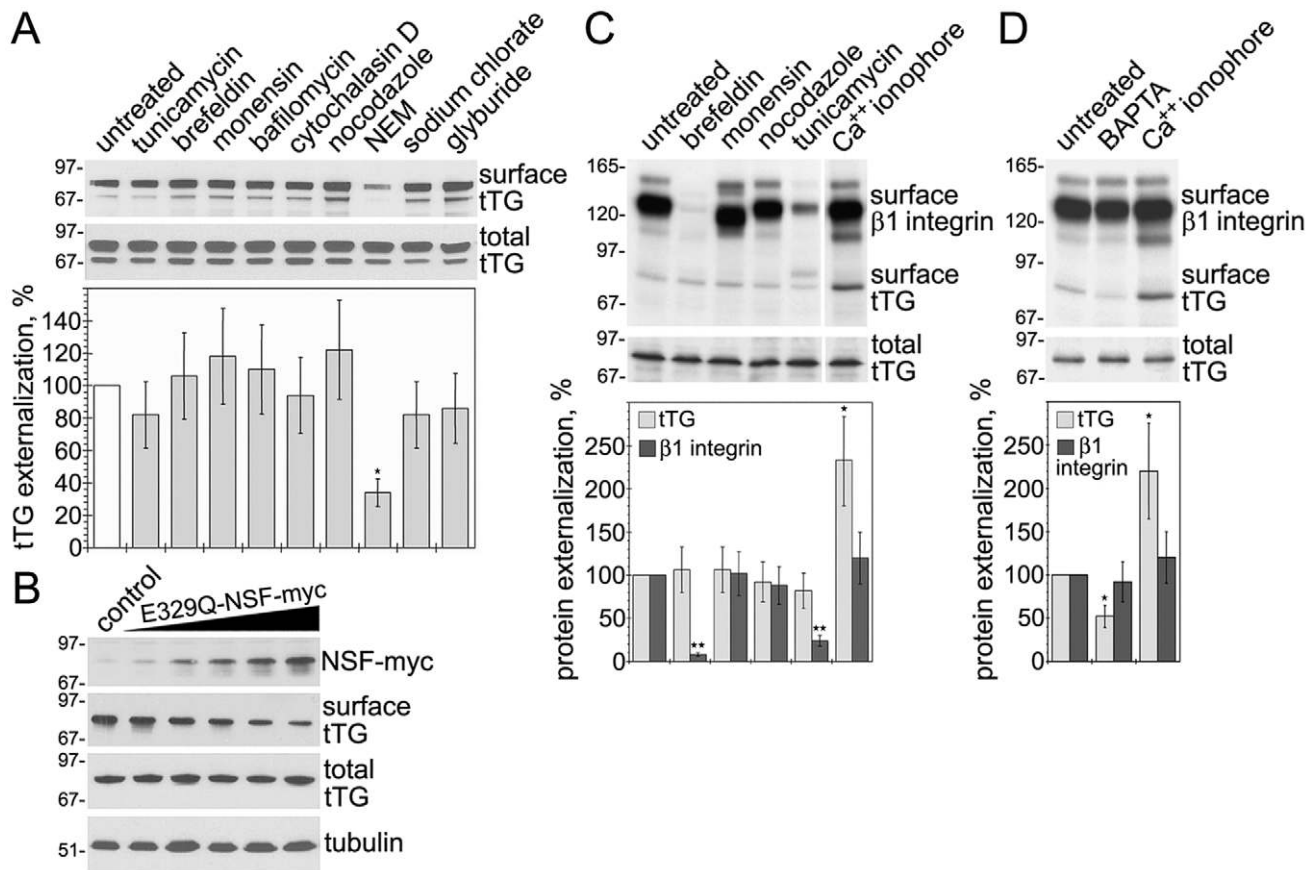 A
untreated
tunicamycin
brefeldin
monensin
bafilomycin
cytochalasin D
nocodazole
NEM
sodium chlorate
glyburide
97-
67-
surface
tTG
97-
67-
total
tTG
tTG externalization, %
140
120
100
80
60
40
20
0
*
B
control
E329Q-NSF-myc
97-
67-
NSF-myc
97-
67-
surface
tTG
97-
67-
total
tTG
51-
tubulin
C
untreated
brefeldin
monensin
nocodazole
tunicamycin
Ca⁺⁺ ionophore
165-
120-
97-
67-
surface
β1 integrin
surface
tTG
97-
67-
total
tTG
protein externalization, %
250
200
150
100
50
0
tTG
β1 integrin
**
**
*
D
untreated
BAPTA
Ca⁺⁺ ionophore
165-
120-
97-
67-
surface
β1 integrin
surface
tTG
97-
67-
total
tTG
protein externalization, %
250
200
150
100
50
0
tTG
β1
integrin
*
*